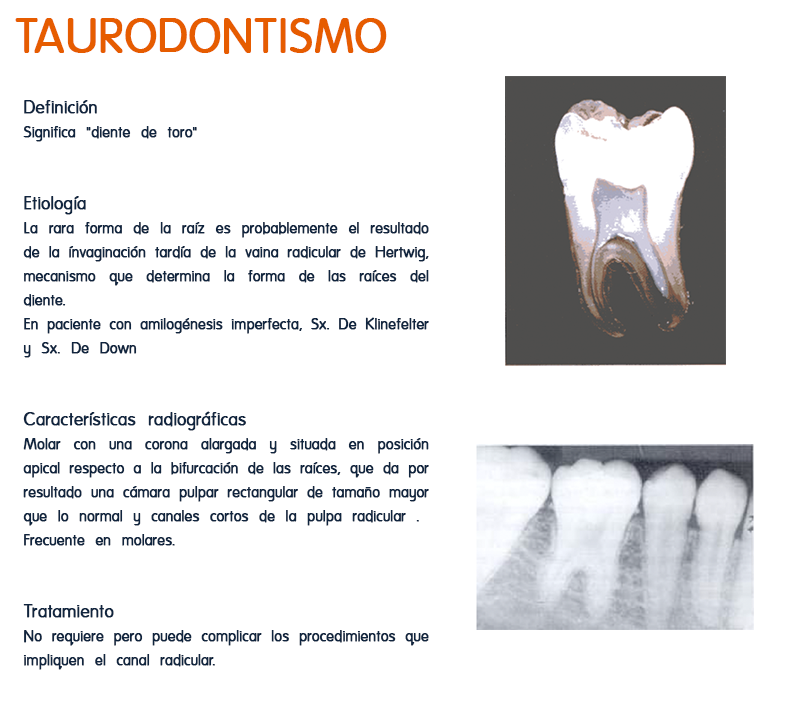 TAURODONTISMO
Definición
Significa "diente de toro"
Etiología
La rara forma de la raíz es probablemente el resultado
de la ínvaginación tardía de la vaina radicular de Hertwig,
mecanismo que determina la forma de las raíces del
diente.
En paciente con amilogénesis imperfecta, Sx. De Klinefelter
y Sx. De Down
Características radiográficas
Molar con una corona alargada y situada en posición
apical respecto a la bifurcación de las raíces, que da por
resultado una cámara pulpar rectangular de tamaño mayor
que lo normal y canales cortos de la pulpa radicular .
Frecuente en molares.
Tratamiento
No requiere pero puede complicar los procedimientos que
impliquen el canal radicular.